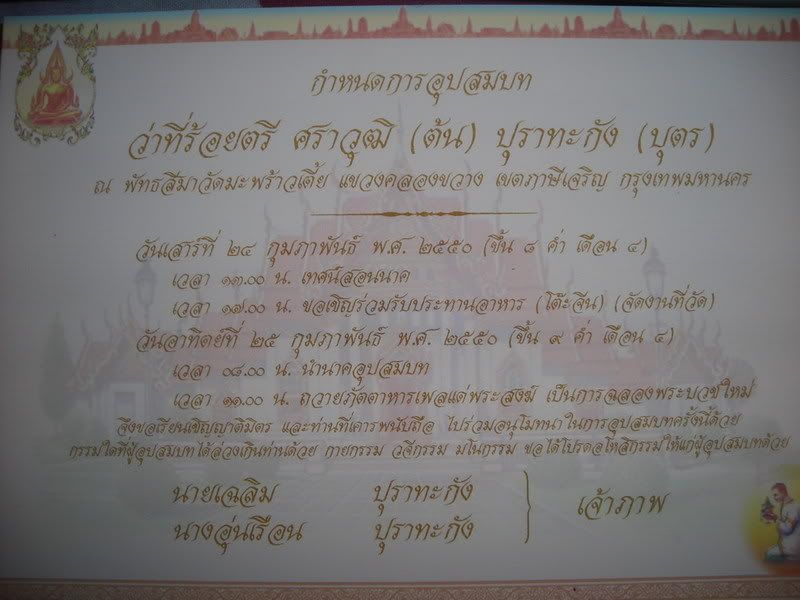 กำหนดการอุปสมบท
ว่าที่ร้อยตรี ศราวุฒิ (ต้น) ปุราทะกัง (บุตร)
ณ พัทธสีมาวัดมะพร้าวเตี้ย แขวงคลองขวาง เขตภาษีเจริญ กรุงเทพมหานคร
วันเสาร์ที่ ๒๔ กุมภาพันธ์ พ.ศ. ๒๕๕๐ (ขึ้น ๘ ค่ำ เดือน ๔)
เวลา ๑๓.๐๐ น. เทศน์สอนนาค
เวลา ๑๗.๐๐ น. ขอเชิญร่วมรับประทานอาหาร (โต๊ะจีน) (จัดงานที่วัด)
วันอาทิตย์ที่ ๒๕ กุมภาพันธ์ พ.ศ. ๒๕๕๐ (ขึ้น ๙ ค่ำ เดือน ๔)
เวลา ๐๘.๐๐ น. นำนาคอุปสมบท
เวลา ๑๑.๐๐ น. ถวายภัตตาหารเพลแด่พระสงฆ์ เป็นการฉลองพระบวชใหม่
จึงขอเรียนเชิญญาติมิตร และท่านที่เคารพนับถือ ไปร่วมอนุโมทนาในการอุปสมบทครั้งนี้ด้วย
กรรมใดที่ผู้อุปสมบทได้ล่วงเกินท่านด้วย กายกรรม วจีกรรม มโนกรรม ขอได้โปรดอโหสิกรรมให้แก่ผู้อุปสมบทด้วย
นายเฉลิม ปุราทะกัง
นางอุ่นเรือน ปุราทะกัง
เจ้าภาพ